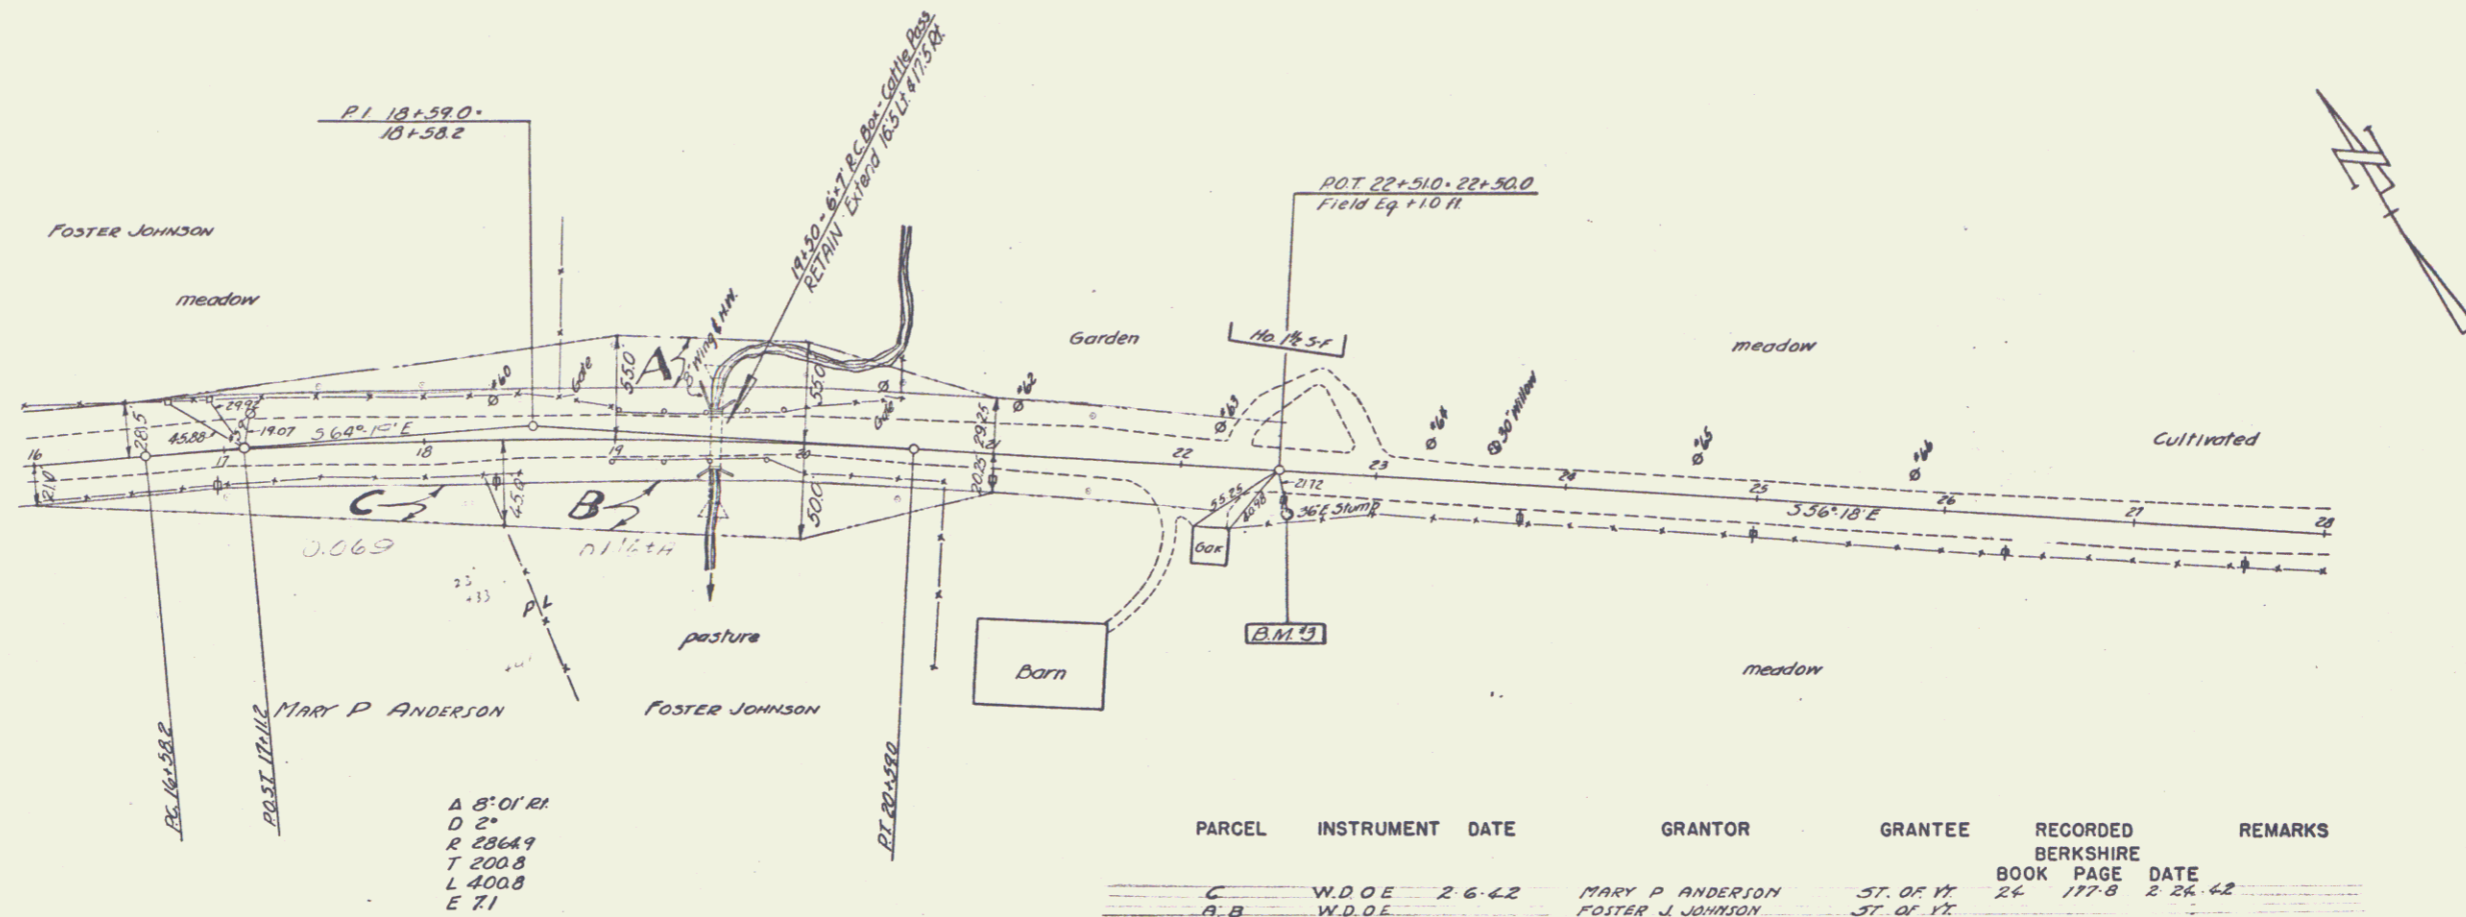 P.I. 18+59.0=
18+58.2
19+50 - 6'x7' R.C. Box - Cattle Pass
RETAIN - Extend 16.5 Lt. & 17.5 Rt.
P.O.T. 22+51.0 = 22+50.0
Field Eq. +1.0 ft.
N
FOSTER JOHNSON
meadow
Garden
Ho. 1½ S-F
meadow
Cultivated
A
Wing & H.W.
Gate
Gate
#60
#62
#63
#64
30" Willow
#65
#66
55.0
55.0
28.5
29.92
45.88
19.07
S 64° E
29.25
20.25
21.0
45.0
50.0
16
17
18
19
20
21
22
23
24
25
26
27
28
55.25
40.98
21.72
36" E. Stump
S 56°-18' E
Gar.
C
B
0.069
+33
P.L.
pasture
Barn
B.M. #3
meadow
MARY P ANDERSON
FOSTER JOHNSON
P.C. 16+58.2
P.O.S.T. 17+11.2
P.T. 20+59.0
Δ 8°-01' Rt.
D 2°
R 2864.9
T 200.8
L 400.8
E 7.1
PARCEL INSTRUMENT DATE GRANTOR GRANTEE RECORDED REMARKS
BERKSHIRE
BOOK PAGE DATE
C W.D.O.E 2-6-42 MARY P ANDERSON ST. OF VT. 24 177-8 2-24-42
A-B W.D.O.E FOSTER J. JOHNSON ST. OF VT.